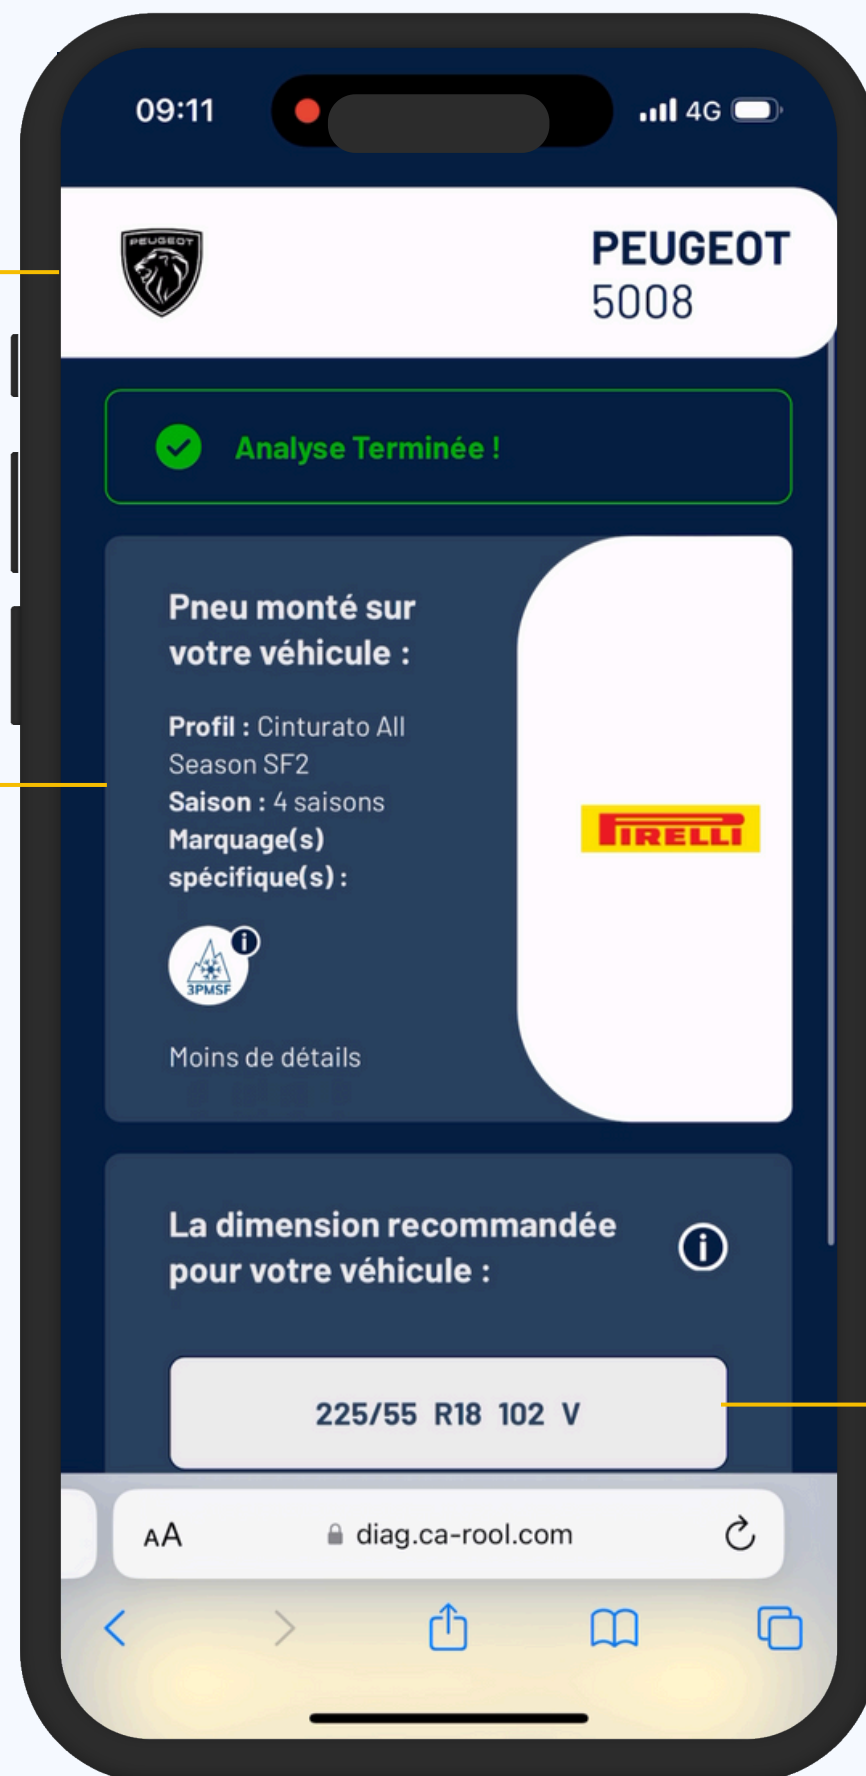 09:11
4G
PEUGEOT
PEUGEOT
5008
Analyse Terminée !
Pneu monté sur
votre véhicule :
Profil : Cinturato All
Season SF2
Saison : 4 saisons
Marquage(s)
spécifique(s) :
i
3PMSF
Moins de détails
PIRELLI
La dimension recommandée
pour votre véhicule :
i
225/55 R18 102 V
AA
diag.ca-rool.com